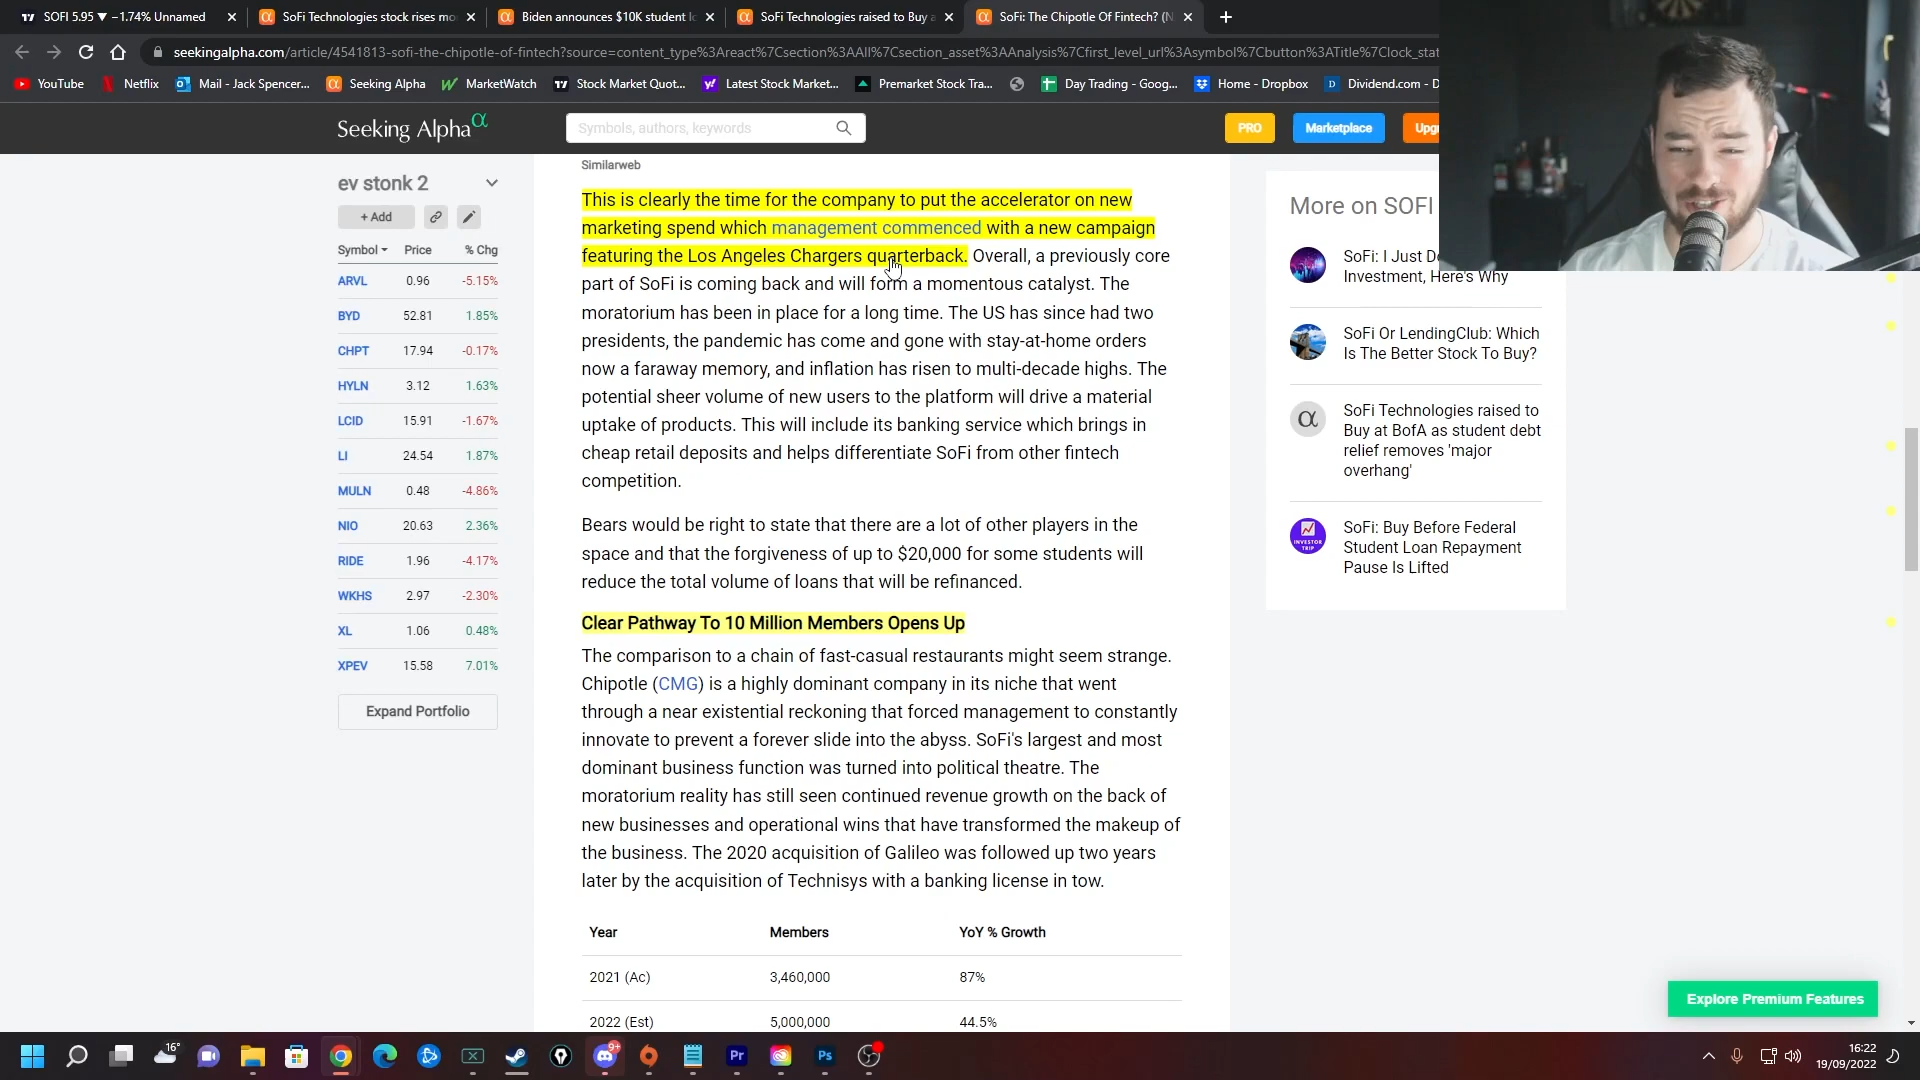 SOFI 5.95 ▼ −1.74% Unnamed
SoFi Technologies stock rises mo
Biden announces $10K student lo
SoFi Technologies raised to Buy a
SoFi: The Chipotle Of Fintech? (N
seekingalpha.com/article/4541813-sofi-the-chipotle-of-fintech?source=content_type%3Areact%7Csection%3AAll%7Csection_asset%3AAnalysis%7Cfirst_level_url%3Asymbol%7Cbutton%3ATitle%7Clock_stat
YouTube
Netflix
Mail - Jack Spencer...
Seeking Alpha
MarketWatch
Stock Market Quot...
Latest Stock Market...
Premarket Stock Tra...
Day Trading - Goog...
Home - Dropbox
Dividend.com - D
Seeking Alpha α
Symbols, authors, keywords
PRO
Marketplace
Upg
ev stonk 2
+ Add
Symbol Price % Chg
ARVL 0.96 -5.15%
BYD 52.81 1.85%
CHPT 17.94 -0.17%
HYLN 3.12 1.63%
LCID 15.91 -1.67%
LI 24.54 1.87%
MULN 0.48 -4.86%
NIO 20.63 2.36%
RIDE 1.96 -4.17%
WKHS 2.97 -2.30%
XL 1.06 0.48%
XPEV 15.58 7.01%
Expand Portfolio
Similarweb
This is clearly the time for the company to put the accelerator on new
marketing spend which management commenced with a new campaign
featuring the Los Angeles Chargers quarterback. Overall, a previously core
part of SoFi is coming back and will form a momentous catalyst. The
moratorium has been in place for a long time. The US has since had two
presidents, the pandemic has come and gone with stay-at-home orders
now a faraway memory, and inflation has risen to multi-decade highs. The
potential sheer volume of new users to the platform will drive a material
uptake of products. This will include its banking service which brings in
cheap retail deposits and helps differentiate SoFi from other fintech
competition.
Bears would be right to state that there are a lot of other players in the
space and that the forgiveness of up to $20,000 for some students will
reduce the total volume of loans that will be refinanced.
Clear Pathway To 10 Million Members Opens Up
The comparison to a chain of fast-casual restaurants might seem strange.
Chipotle (CMG) is a highly dominant company in its niche that went
through a near existential reckoning that forced management to constantly
innovate to prevent a forever slide into the abyss. SoFi's largest and most
dominant business function was turned into political theatre. The
moratorium reality has still seen continued revenue growth on the back of
new businesses and operational wins that have transformed the makeup of
the business. The 2020 acquisition of Galileo was followed up two years
later by the acquisition of Technisys with a banking license in tow.
Year Members YoY % Growth
2021 (Ac) 3,460,000 87%
2022 (Est) 5,000,000 44.5%
More on SOFI
SoFi: I Just Do
Investment, Here's Why
SoFi Or LendingClub: Which
Is The Better Stock To Buy?
α
SoFi Technologies raised to
Buy at BofA as student debt
relief removes 'major
overhang'
INVESTOR
TRIP
SoFi: Buy Before Federal
Student Loan Repayment
Pause Is Lifted
Explore Premium Features
16°
9+
Pr
Ps
16:22
19/09/2022